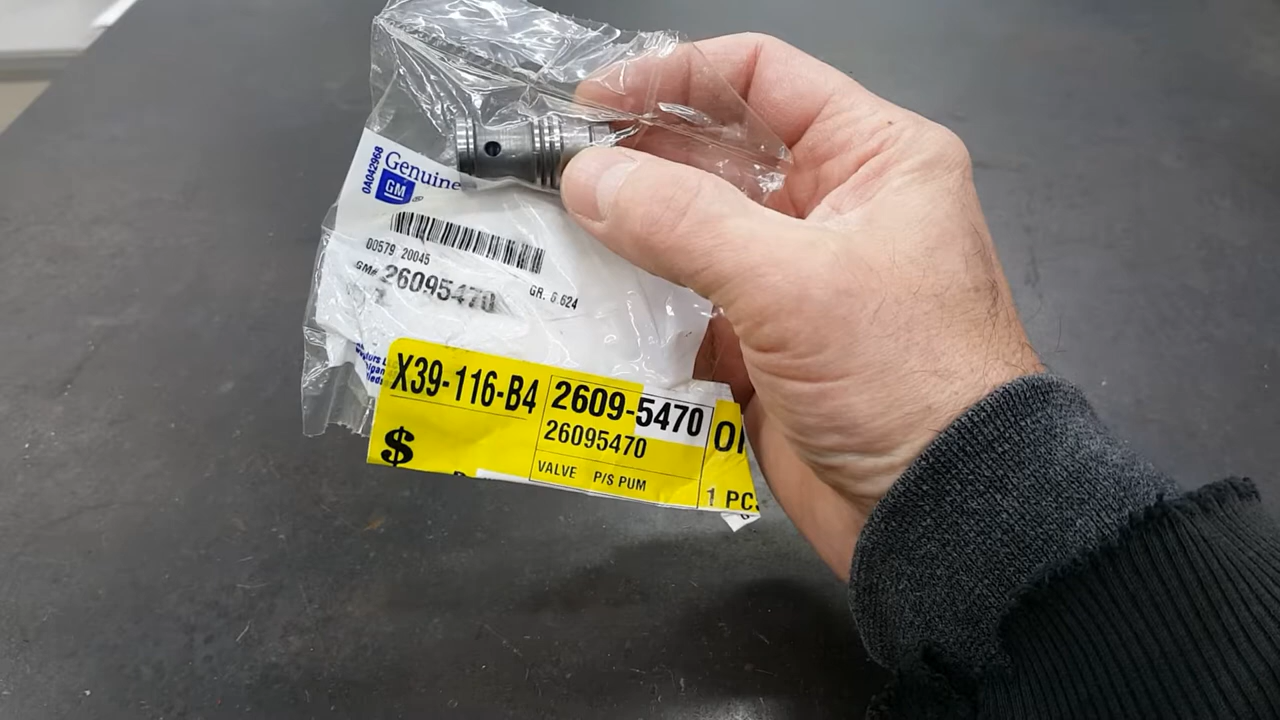 0A042968
Genuine
GM
®
00579 20045
GM# 26095470
GR. 6.624
X39-116-B4
2609-5470
26095470
VALVE P/S PUM
$
1 PC